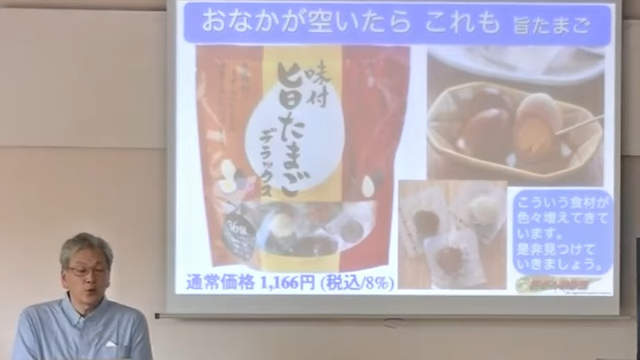 おなかが空いたら これも 旨たまご
味付
旨たまご
デラックス
36個
こういう食材が
色々増えてきて
います。
是非見つけて
いきましょう。
通常価格 1,166円 (税込/8%)